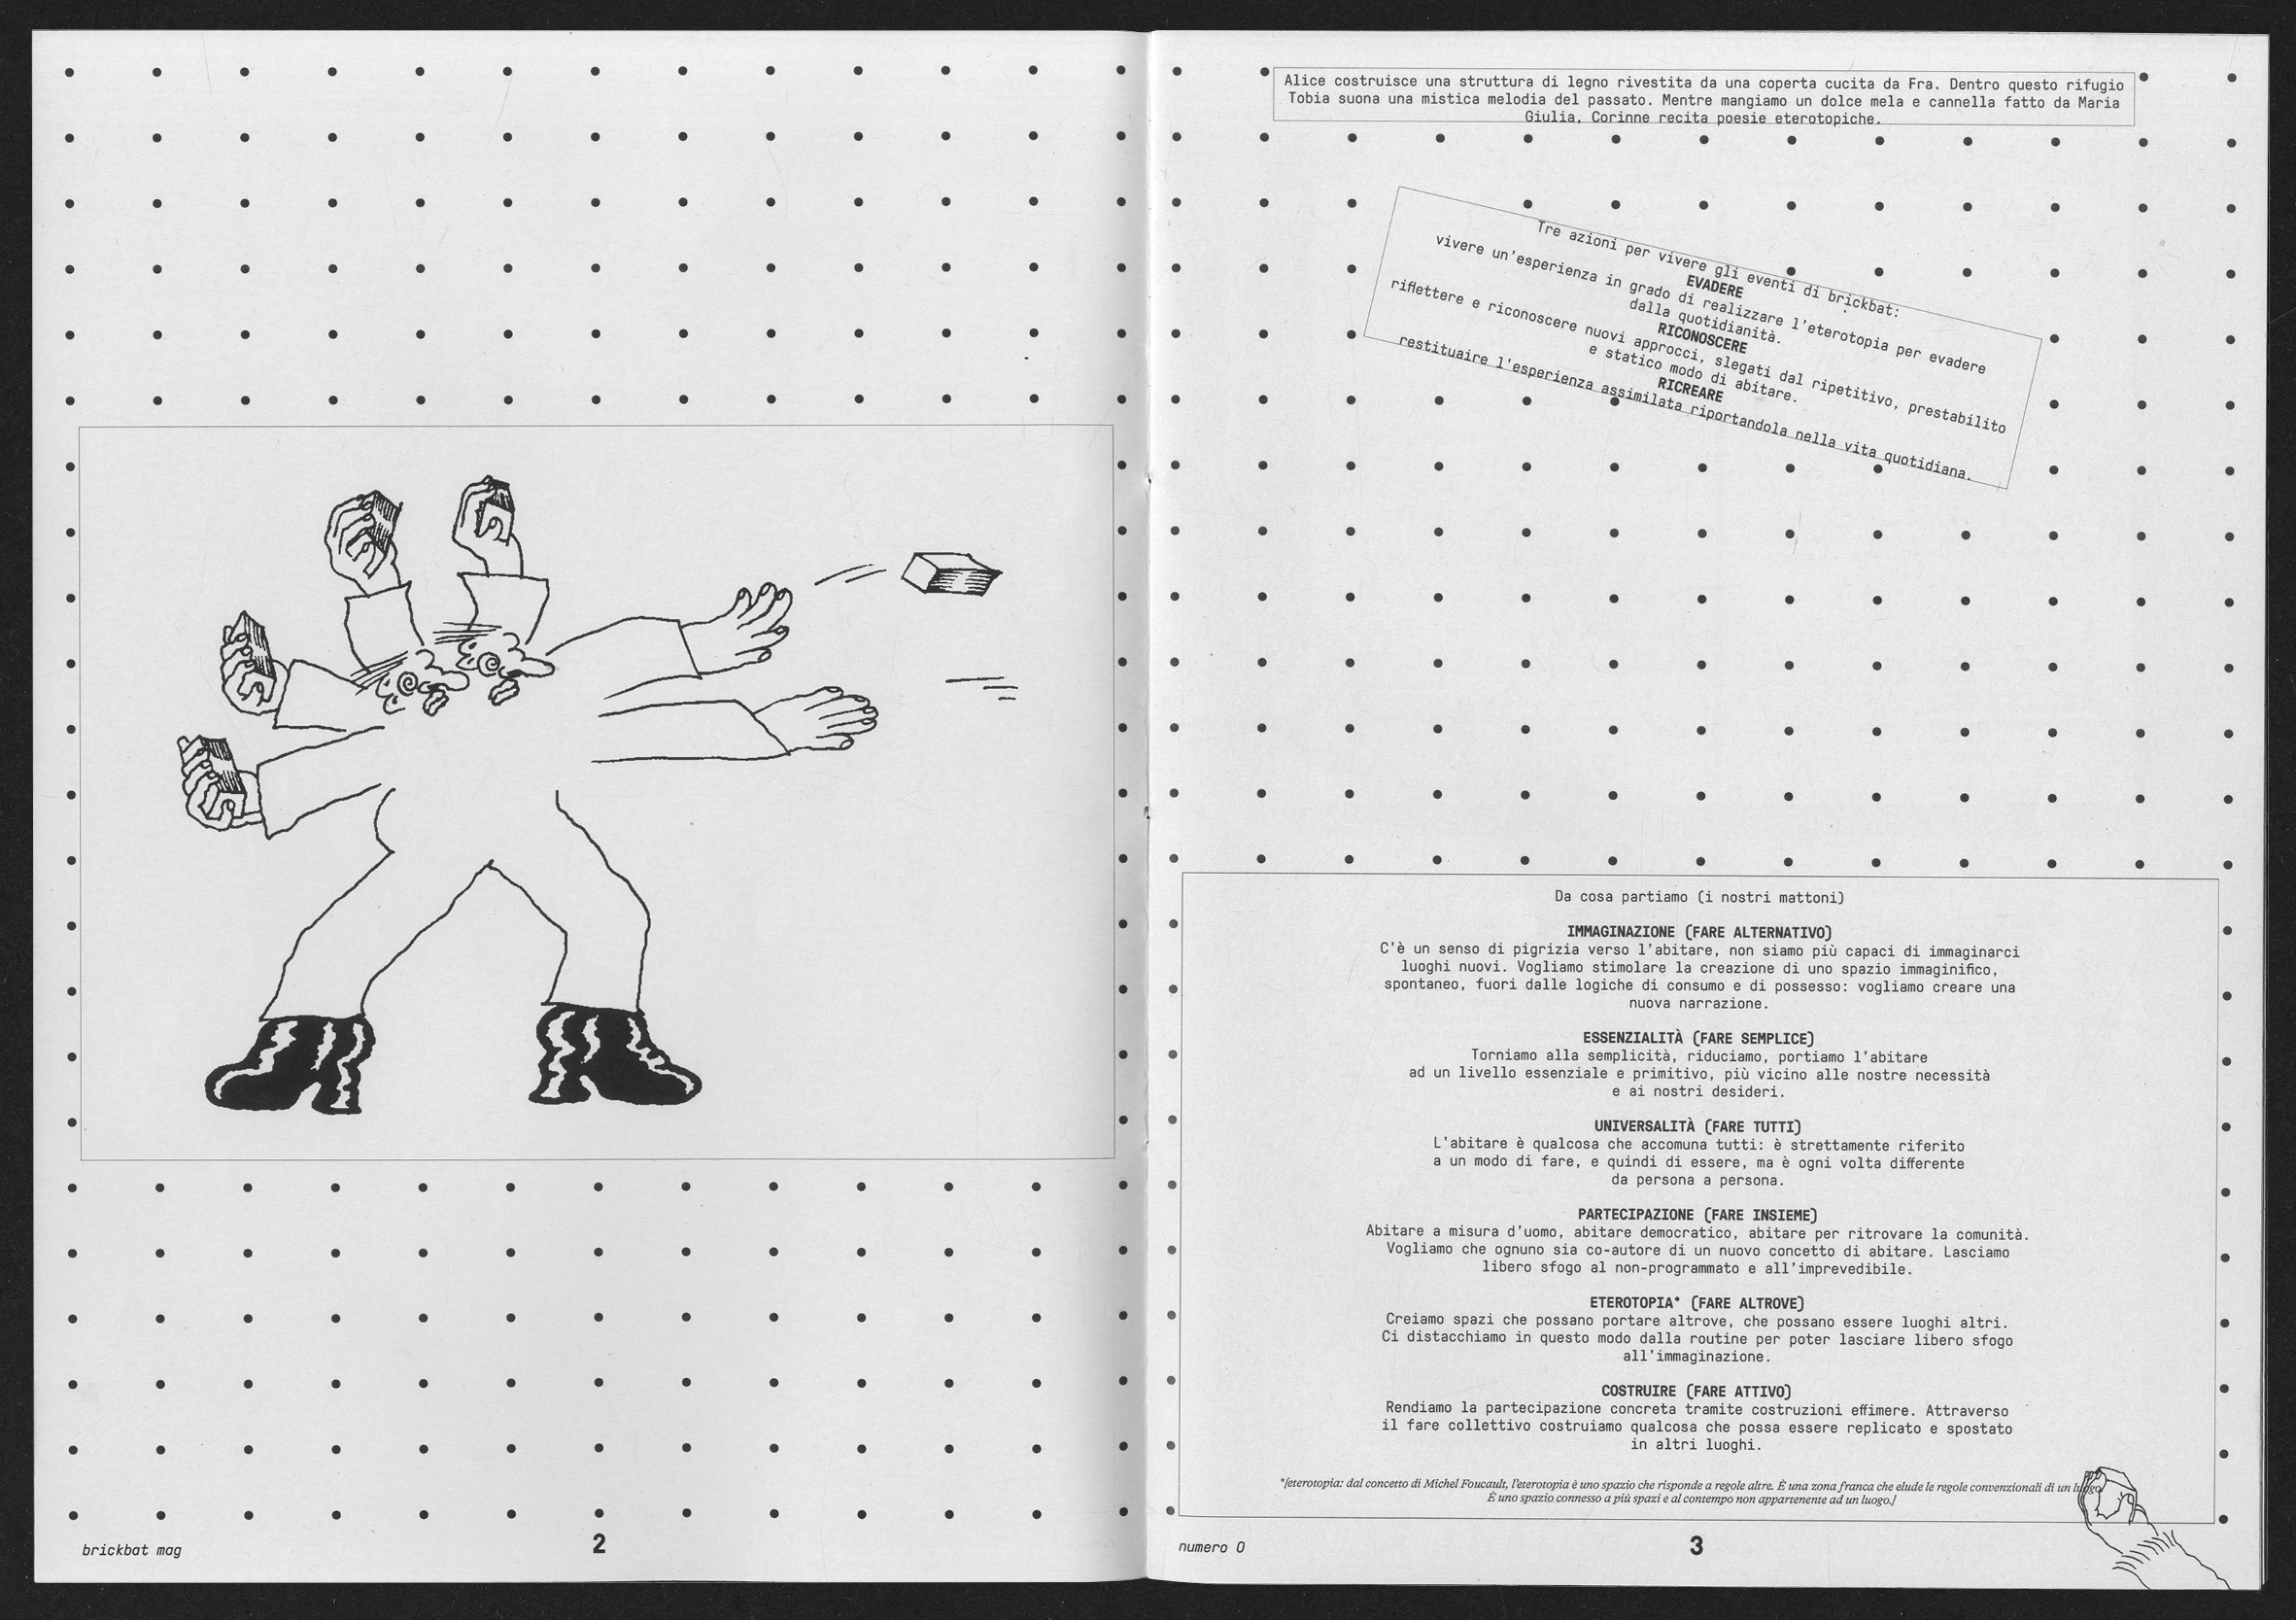 brickbat mag
2
Alice costruisce una struttura di legno rivestita da una coperta cucita da Fra. Dentro questo rifugio
Tobia suona una mistica melodia del passato. Mentre mangiamo un dolce mela e cannella fatto da Maria
Giulia, Corinne recita poesie eterotopiche.
Tre azioni per vivere gli eventi di brickbat:
EVADERE
vivere un'esperienza in grado di realizzare l'eterotopia per evadere
dalla quotidianità.
RICONOSCERE
riflettere e riconoscere nuovi approcci, slegati dal ripetitivo, prestabilito
e statico modo di abitare.
RICREARE
restituaire l'esperienza assimilata riportandola nella vita quotidiana.
Da cosa partiamo (i nostri mattoni)
IMMAGINAZIONE (FARE ALTERNATIVO)
C'è un senso di pigrizia verso l'abitare, non siamo più capaci di immaginarci
luoghi nuovi. Vogliamo stimolare la creazione di uno spazio immaginifico,
spontaneo, fuori dalle logiche di consumo e di possesso: vogliamo creare una
nuova narrazione.
ESSENZIALITÀ (FARE SEMPLICE)
Torniamo alla semplicità, riduciamo, portiamo l'abitare
ad un livello essenziale e primitivo, più vicino alle nostre necessità
e ai nostri desideri.
UNIVERSALITÀ (FARE TUTTI)
L'abitare è qualcosa che accomuna tutti: è strettamente riferito
a un modo di fare, e quindi di essere, ma è ogni volta differente
da persona a persona.
PARTECIPAZIONE (FARE INSIEME)
Abitare a misura d'uomo, abitare democratico, abitare per ritrovare la comunità.
Vogliamo che ognuno sia co-autore di un nuovo concetto di abitare. Lasciamo
libero sfogo al non-programmato e all'imprevedibile.
ETEROTOPIA* (FARE ALTROVE)
Creiamo spazi che possano portare altrove, che possano essere luoghi altri.
Ci distacchiamo in questo modo dalla routine per poter lasciare libero sfogo
all'immaginazione.
COSTRUIRE (FARE ATTIVO)
Rendiamo la partecipazione concreta tramite costruzioni effimere. Attraverso
il fare collettivo costruiamo qualcosa che possa essere replicato e spostato
in altri luoghi.
*[eterotopia: dal concetto di Michel Foucault, l'eterotopia è uno spazio che risponde a regole altre. È una zona franca che elude le regole convenzionali di un luogo.
È uno spazio connesso a più spazi e al contempo non appartenente ad un luogo.]
numero 0
3